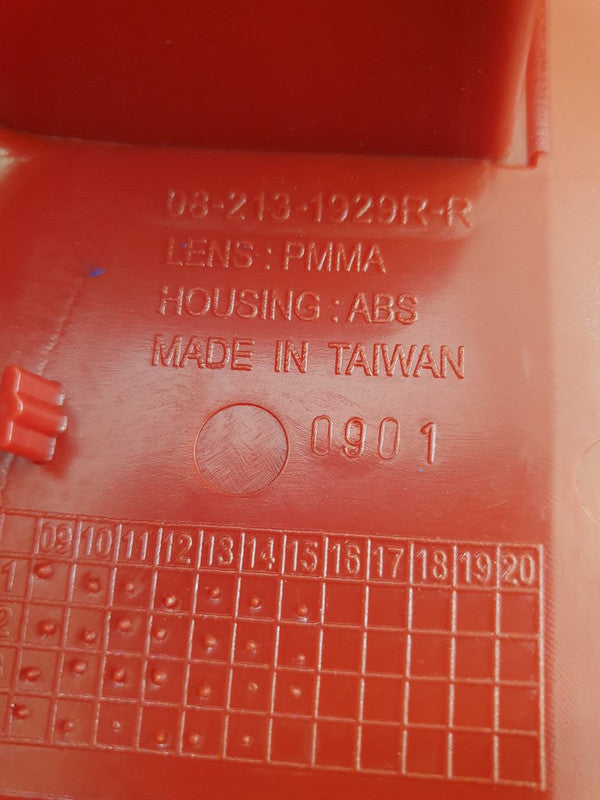 08-213-1929R-R
LENS : PMMA
HOUSING : ABS
MADE IN TAIWAN
0901
09 10 11 12 13 14 15 16 17 18 19 20
1
2